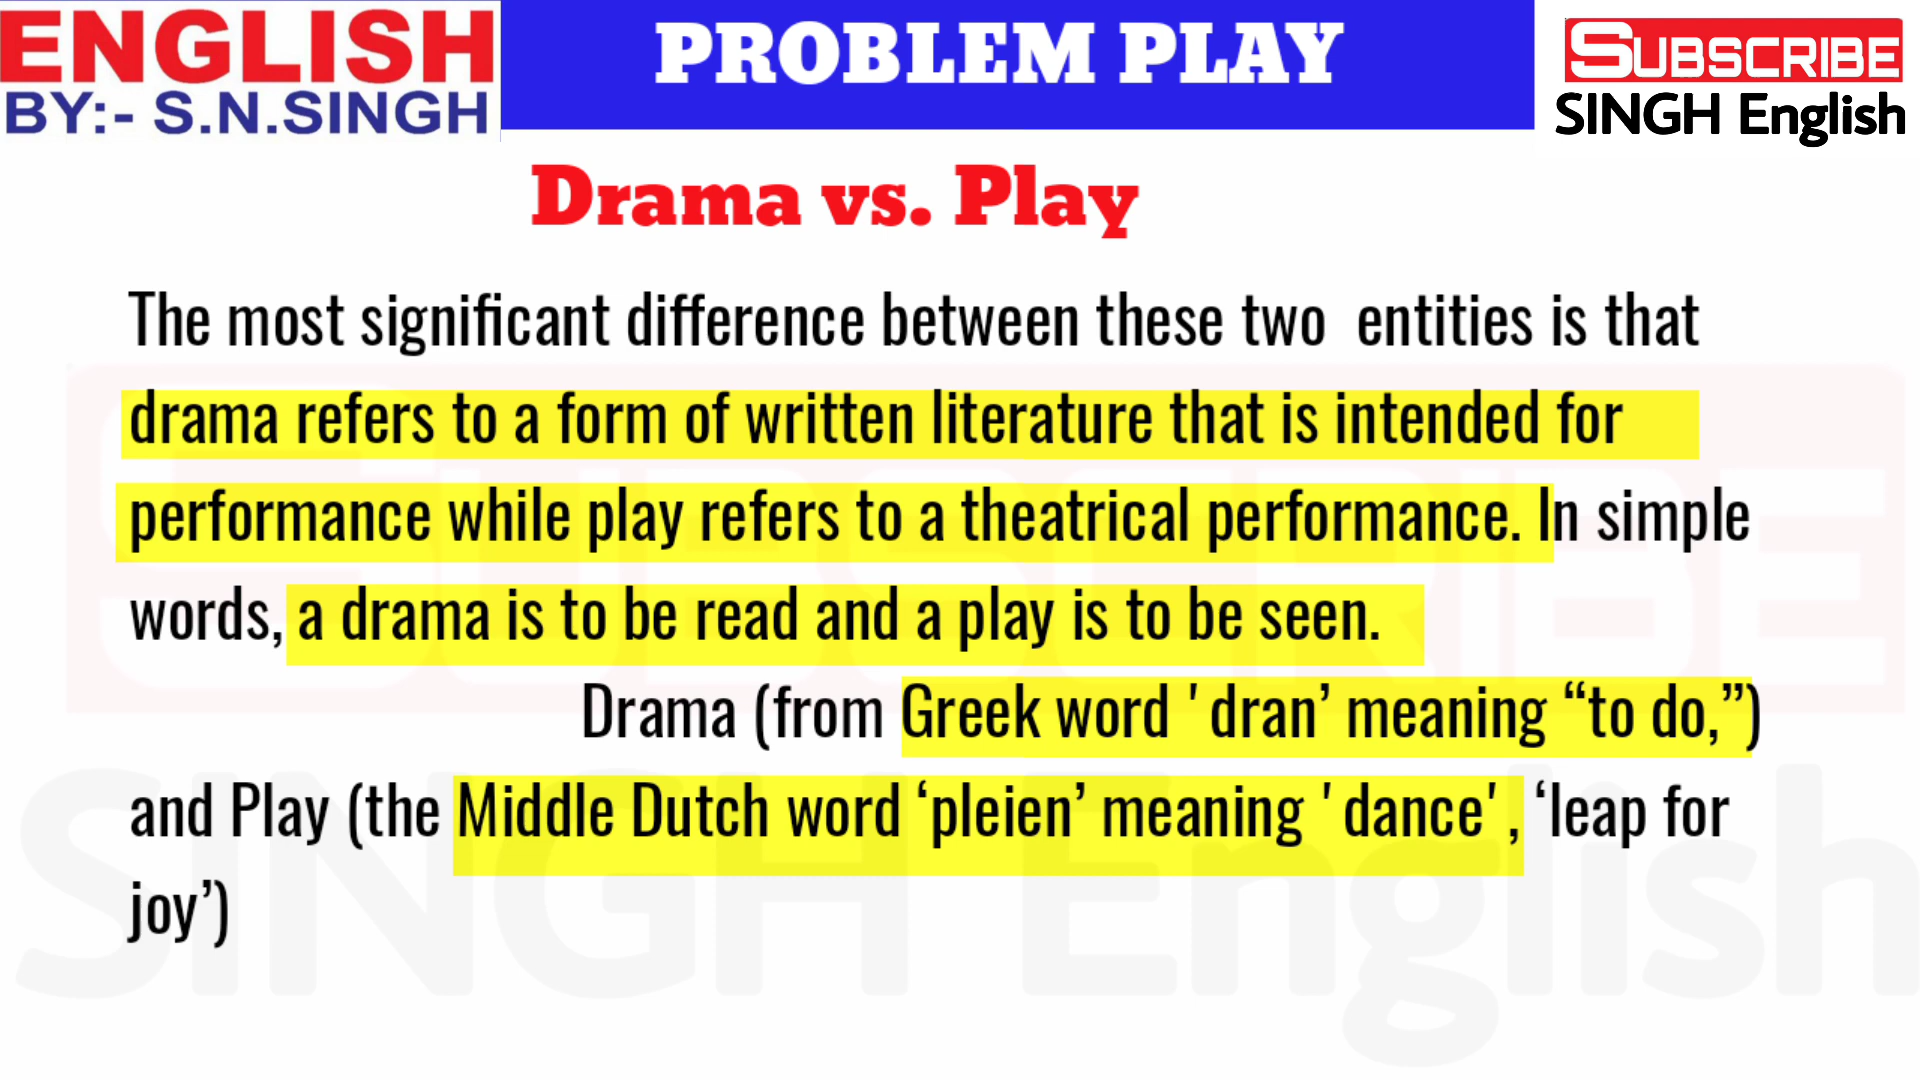 ENGLISH
BY:- S.N.SINGH
PROBLEM PLAY
SUBSCRIBE
SINGH English
Drama vs. Play
The most significant difference between these two  entities is that
drama refers to a form of written literature that is intended for
performance while play refers to a theatrical performance. In simple
words, a drama is to be read and a play is to be seen.
Drama (from Greek word ' dran’ meaning “to do,”)
and Play (the Middle Dutch word ‘pleien’ meaning ' dance' , ‘leap for
joy’)
SUBSCRIBE
SINGH English